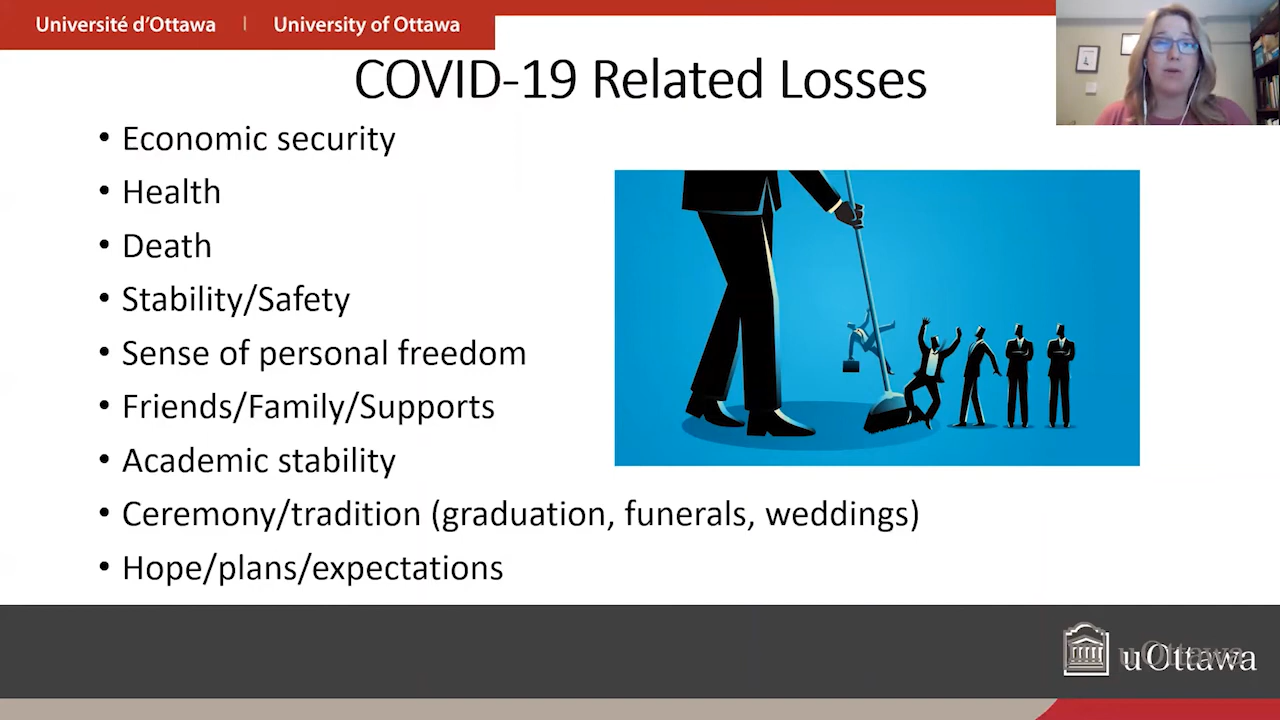 Université d'Ottawa | University of Ottawa
COVID-19 Related Losses
• Economic security
• Health
• Death
• Stability/Safety
• Sense of personal freedom
• Friends/Family/Supports
• Academic stability
• Ceremony/tradition (graduation, funerals, weddings)
• Hope/plans/expectations
uOttawa